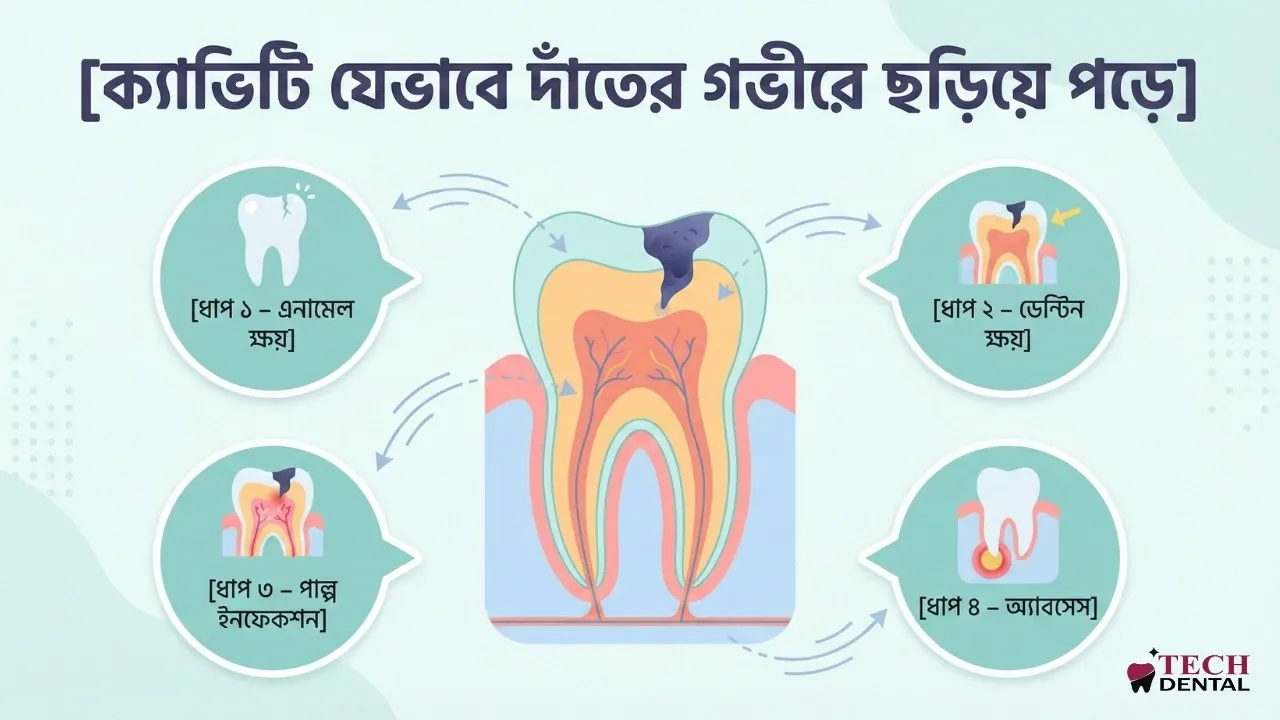 [ক্যাভিটি যেভাবে দাঁতের গভীরে ছড়িয়ে পড়ে]
[ধাপ ১ – এনামেল
ক্ষয়]
[ধাপ ২ – ডেন্টিন
ক্ষয়]
[ধাপ ৩ – পাল্প
ইনফেকশন]
[ধাপ ৪ – অ্যাবসেস]
TECH
DENTAL